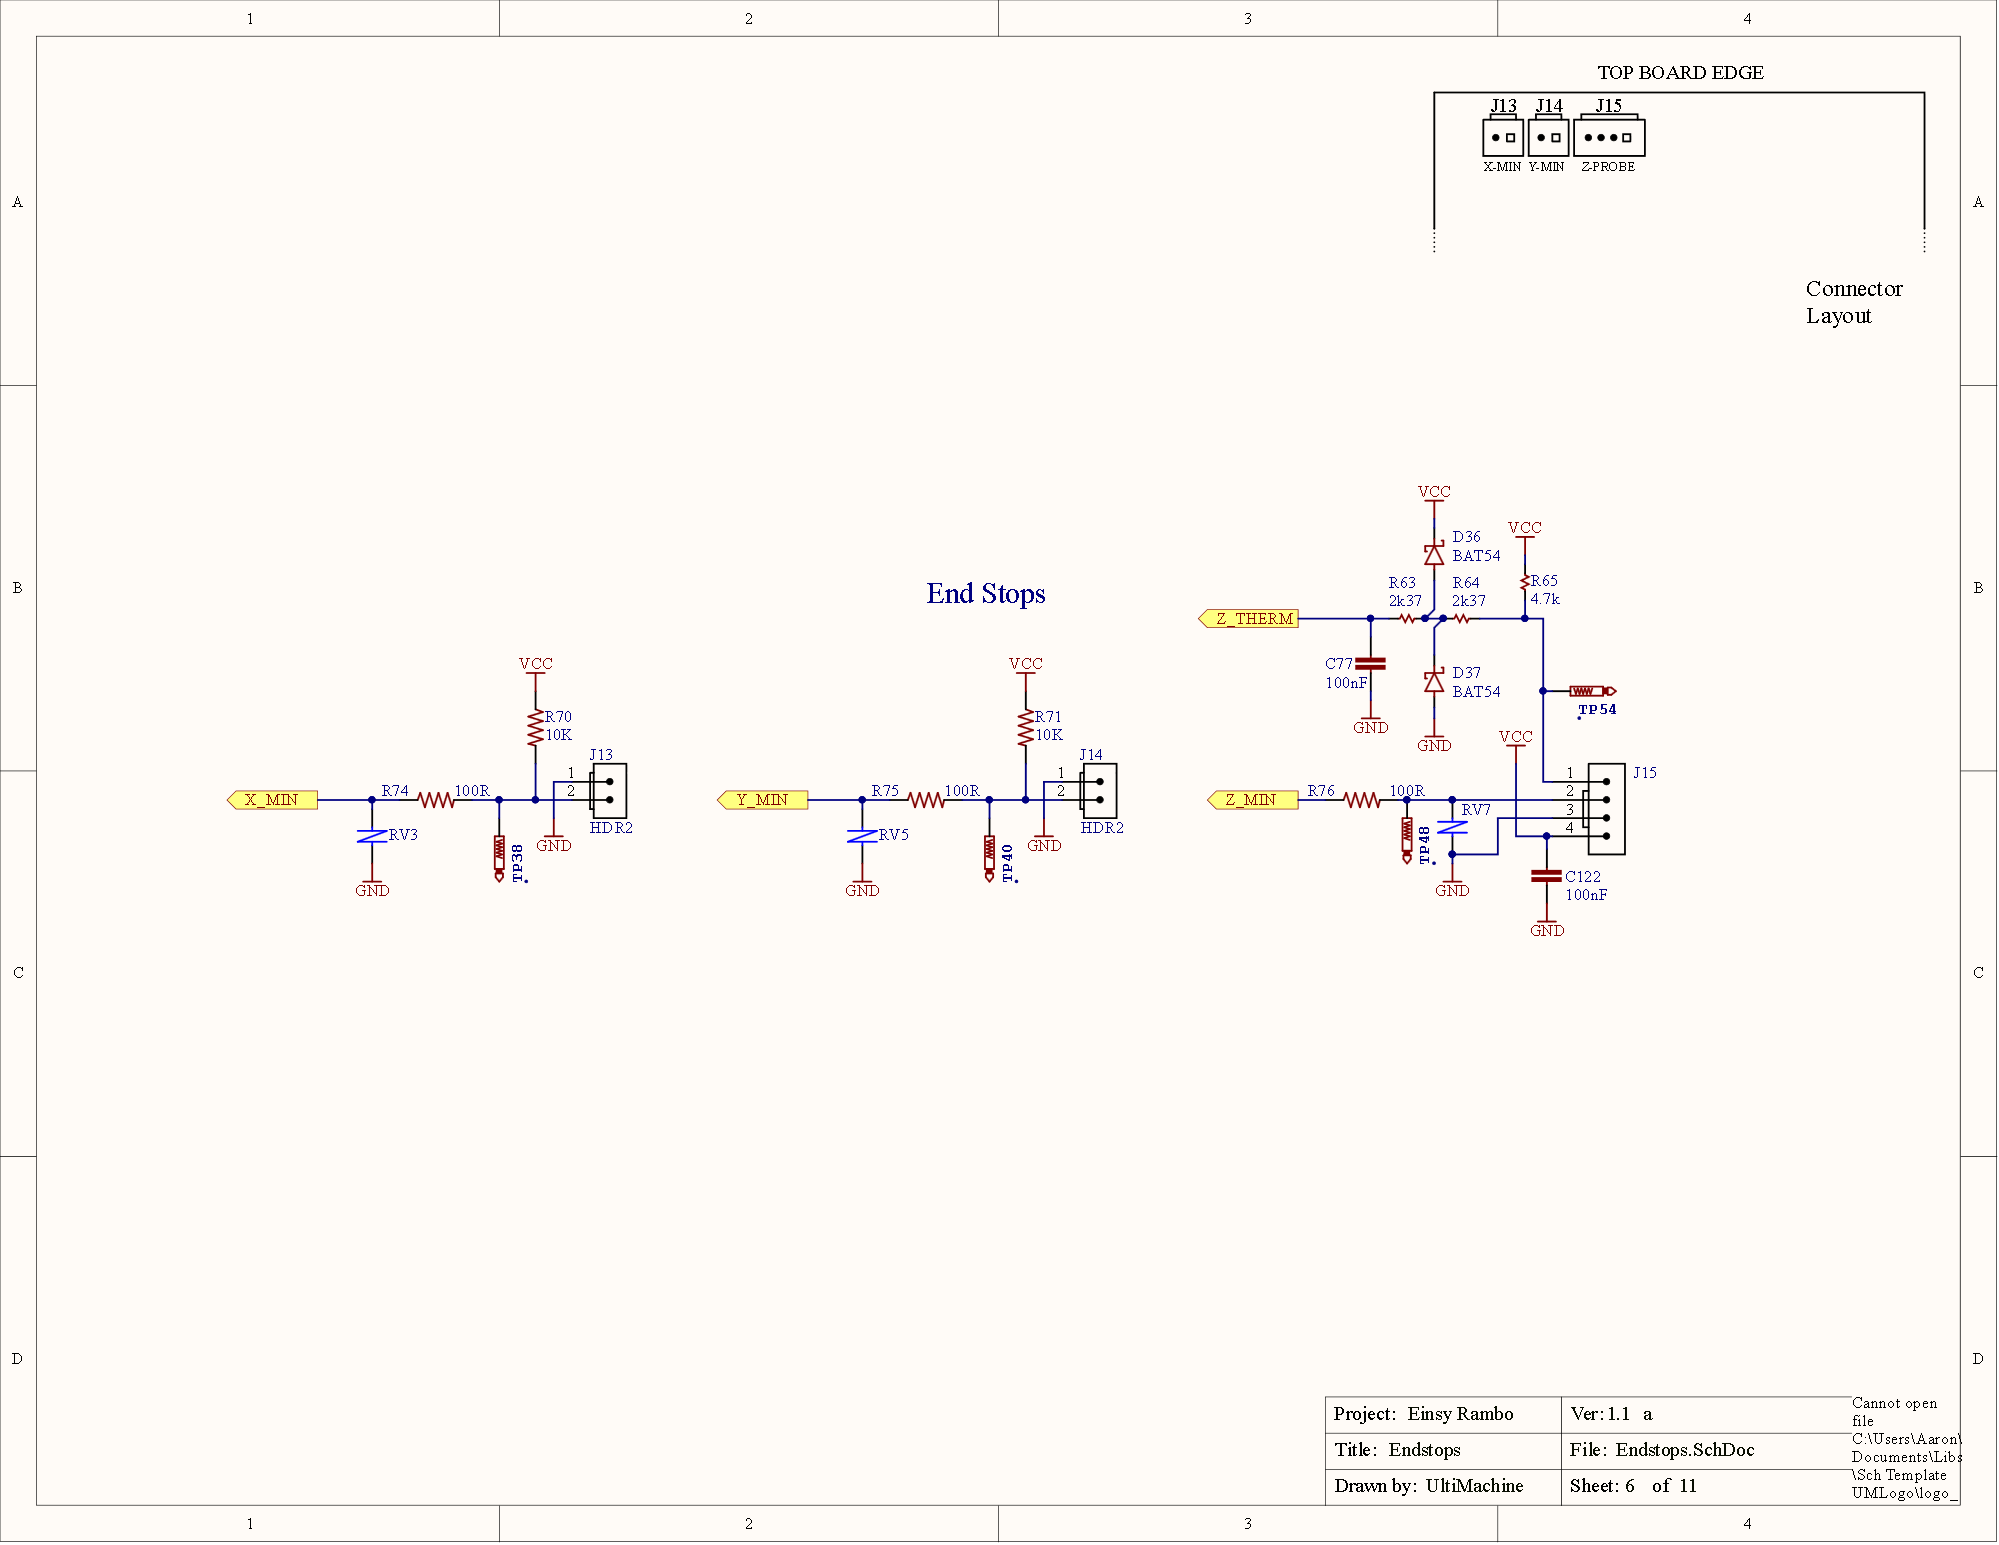 1 2 3 4
TOP BOARD EDGE
J13 J14 J15
X-MIN Y-MIN Z-PROBE
A A
Connector
Layout
VCC
VCC
D36
BAT54
End Stops
B B
R63 R64 R65
2k37 2k37 4.7k
Z_THERM
VCC VCC
C77
100nF
D37
BAT54
GND
GND
TP54
R70
10K
R71
10K
VCC
J13
1
2
HDR2
J14
1
2
HDR2
J15
1
2
3
4
X_MIN R74 100R
Y_MIN R75 100R
Z_MIN R76 100R
RV3
RV5
RV7
TP38
TP40
TP48
GND GND
GND GND
GND
C122
100nF
GND
C C
D D
Project: Einsy Rambo Ver: 1.1 a
Title: Endstops File: Endstops.SchDoc
Drawn by: UltiMachine Sheet: 6 of 11
Cannot open
file
C:\Users\Aaron\
Documents\Libs
\Sch Template
UMLogo\logo_
1 2 3 4